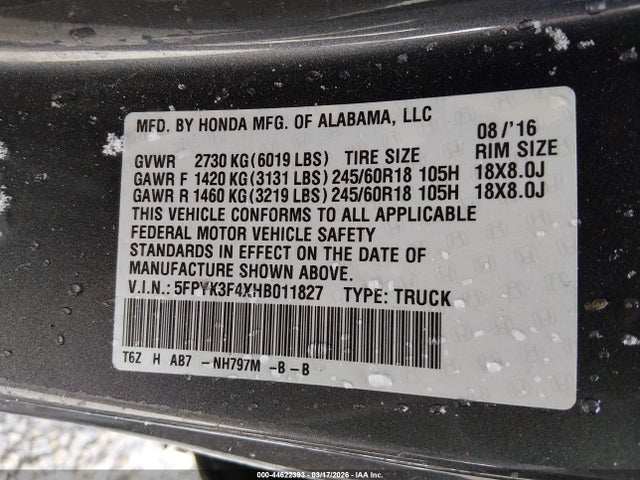 MFD. BY HONDA MFG. OF ALABAMA, LLC
08/'16
GVWR 2730 KG(6019 LBS) TIRE SIZE RIM SIZE
GAWR F 1420 KG(3131 LBS) 245/60R18 105H 18X8.0J
GAWR R 1460 KG(3219 LBS) 245/60R18 105H 18X8.0J
THIS VEHICLE CONFORMS TO ALL APPLICABLE
FEDERAL MOTOR VEHICLE SAFETY
STANDARDS IN EFFECT ON THE DATE OF
MANUFACTURE SHOWN ABOVE.
V.I.N.: 5FPYK3F4XHB011827 TYPE: TRUCK
T6Z H AB7 -NH797M -B-B
00-44622393 - 03/17/2026 - IAA Corp.